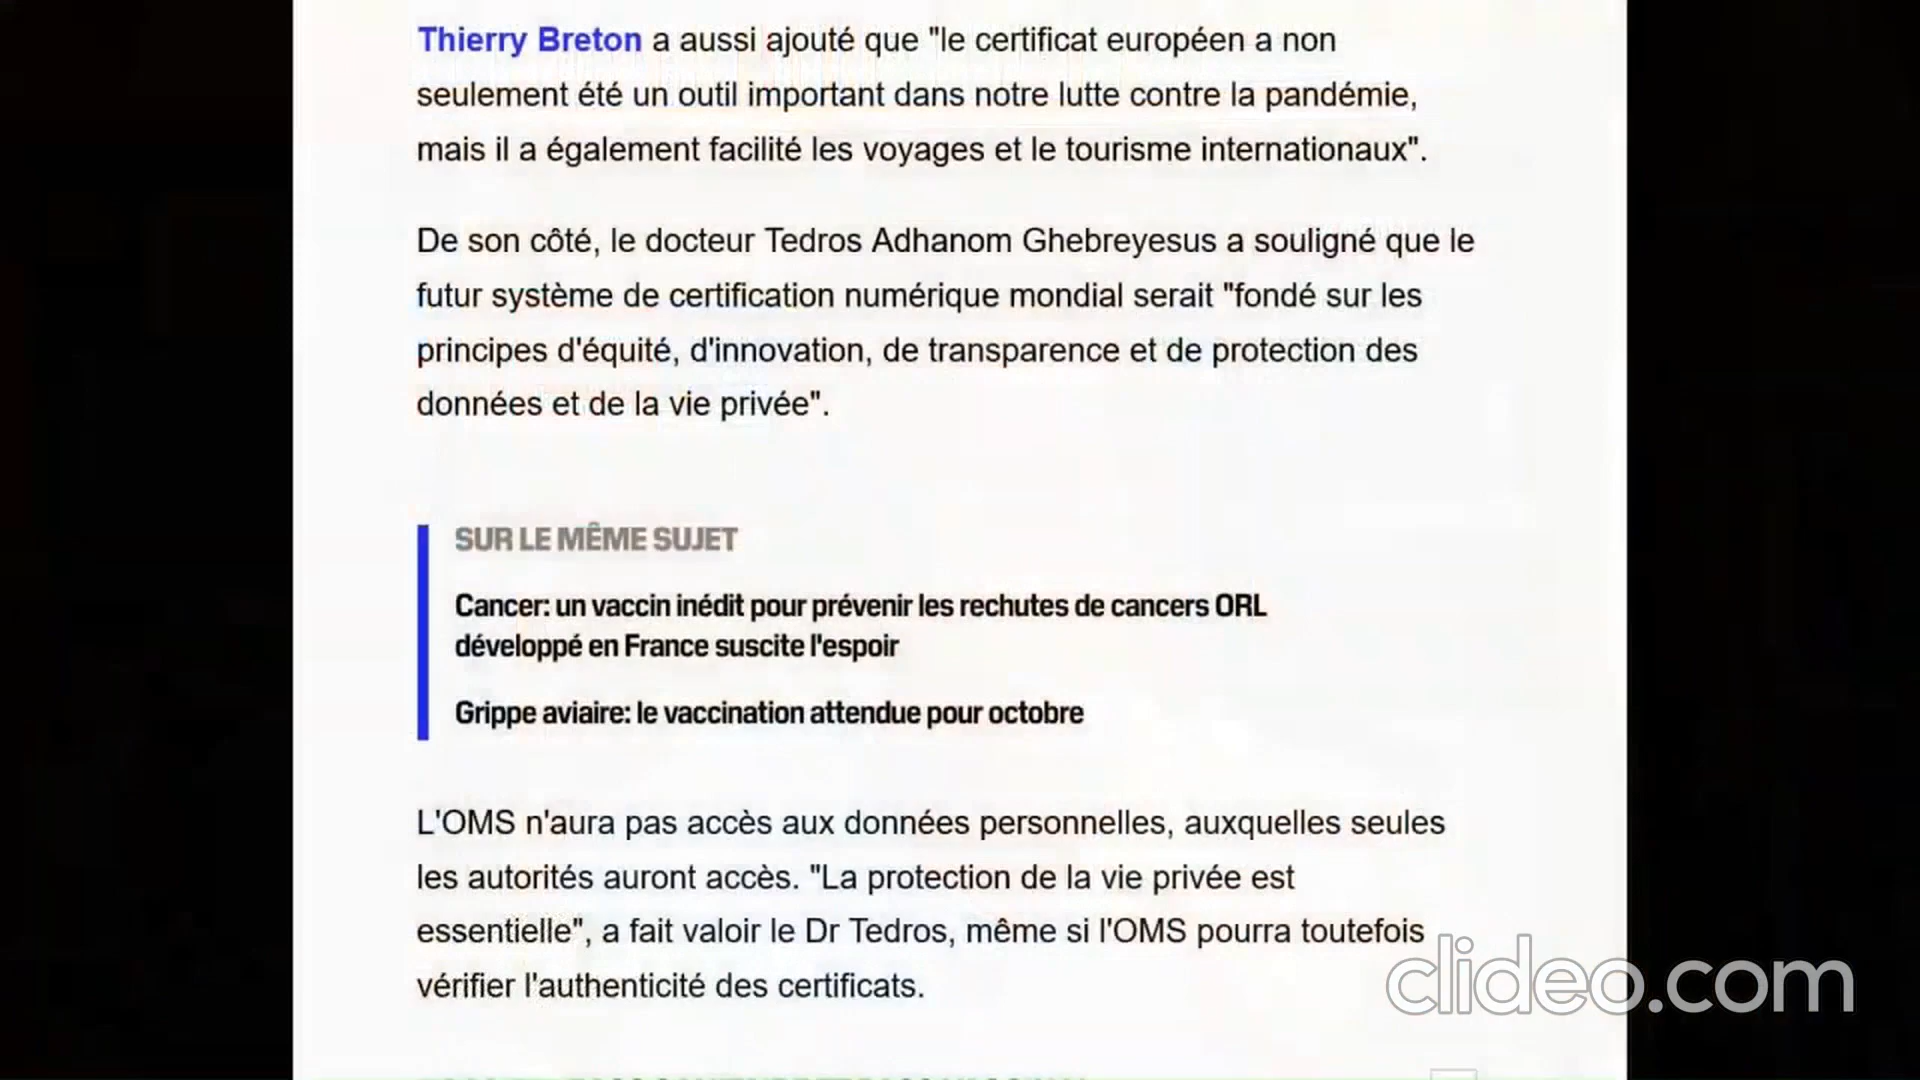 Thierry Breton a aussi ajouté que "le certificat européen a non
seulement été un outil important dans notre lutte contre la pandémie,
mais il a également facilité les voyages et le tourisme internationaux".
De son côté, le docteur Tedros Adhanom Ghebreyesus a souligné que le
futur système de certification numérique mondial serait "fondé sur les
principes d'équité, d'innovation, de transparence et de protection des
données et de la vie privée".
SUR LE MÊME SUJET
Cancer: un vaccin inédit pour prévenir les rechutes de cancers ORL
développé en France suscite l'espoir
Grippe aviaire: le vaccination attendue pour octobre
L'OMS n'aura pas accès aux données personnelles, auxquelles seules
les autorités auront accès. "La protection de la vie privée est
essentielle", a fait valoir le Dr Tedros, même si l'OMS pourra toutefois
vérifier l'authenticité des certificats.
clideo.com